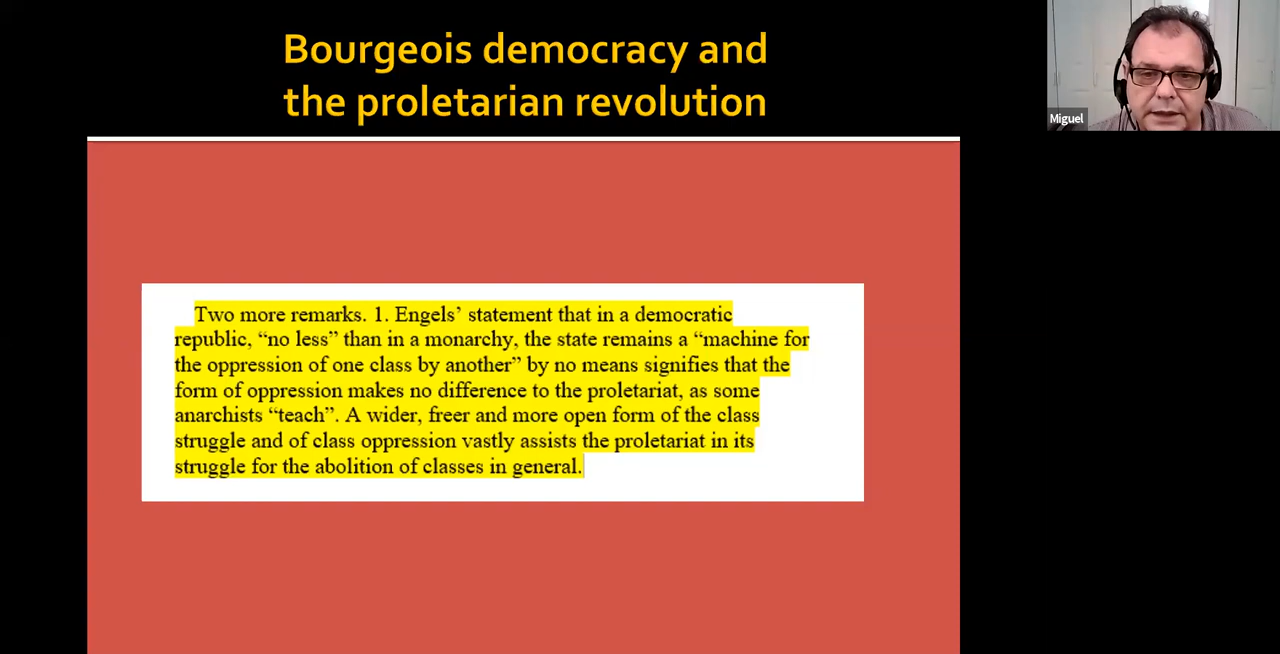 Bourgeois democracy and
the proletarian revolution
Miguel
Two more remarks. 1. Engels’ statement that in a democratic
republic, “no less” than in a monarchy, the state remains a “machine for
the oppression of one class by another” by no means signifies that the
form of oppression makes no difference to the proletariat, as some
anarchists “teach”. A wider, freer and more open form of the class
struggle and of class oppression vastly assists the proletariat in its
struggle for the abolition of classes in general.